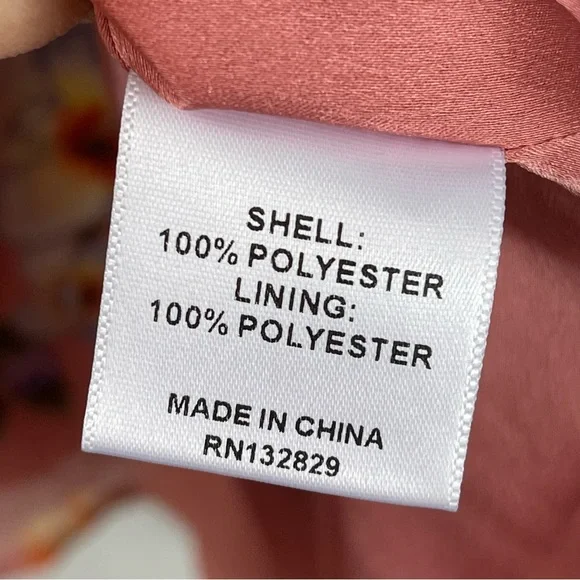 SHELL:
100% POLYESTER
LINING:
100% POLYESTER
MADE IN CHINA
RN132829